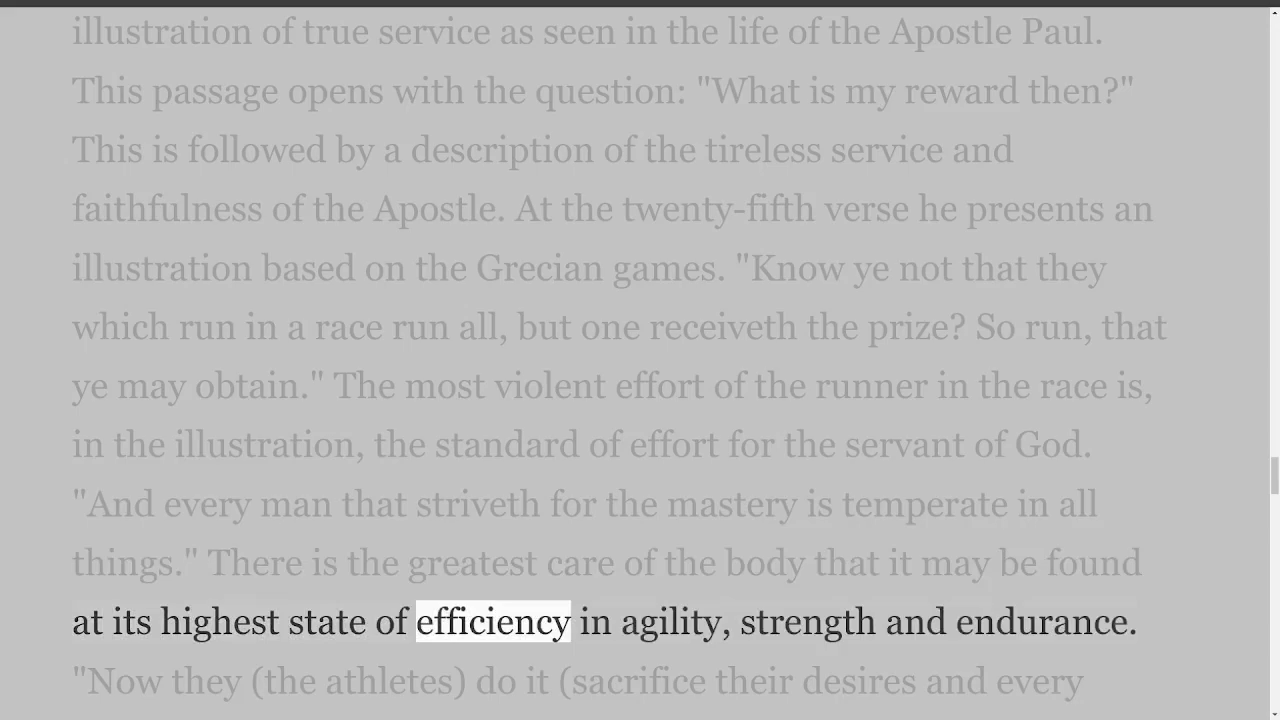 illustration of true service as seen in the life of the Apostle Paul.
This passage opens with the question: "What is my reward then?"
This is followed by a description of the tireless service and
faithfulness of the Apostle. At the twenty-fifth verse he presents an
illustration based on the Grecian games. "Know ye not that they
which run in a race run all, but one receiveth the prize? So run, that
ye may obtain." The most violent effort of the runner in the race is,
in the illustration, the standard of effort for the servant of God.
"And every man that striveth for the mastery is temperate in all
things." There is the greatest care of the body that it may be found
at its highest state of efficiency in agility, strength and endurance.
"Now they (the athletes) do it (sacrifice their desires and every